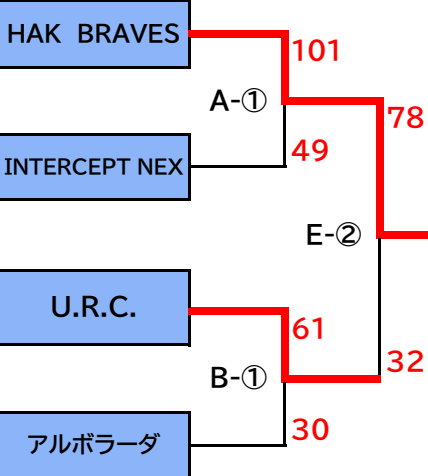 HAK BRAVES
101
A-①
78
INTERCEPT NEX
49
E-②
U.R.C.
61
B-①
32
アルボラーダ
30